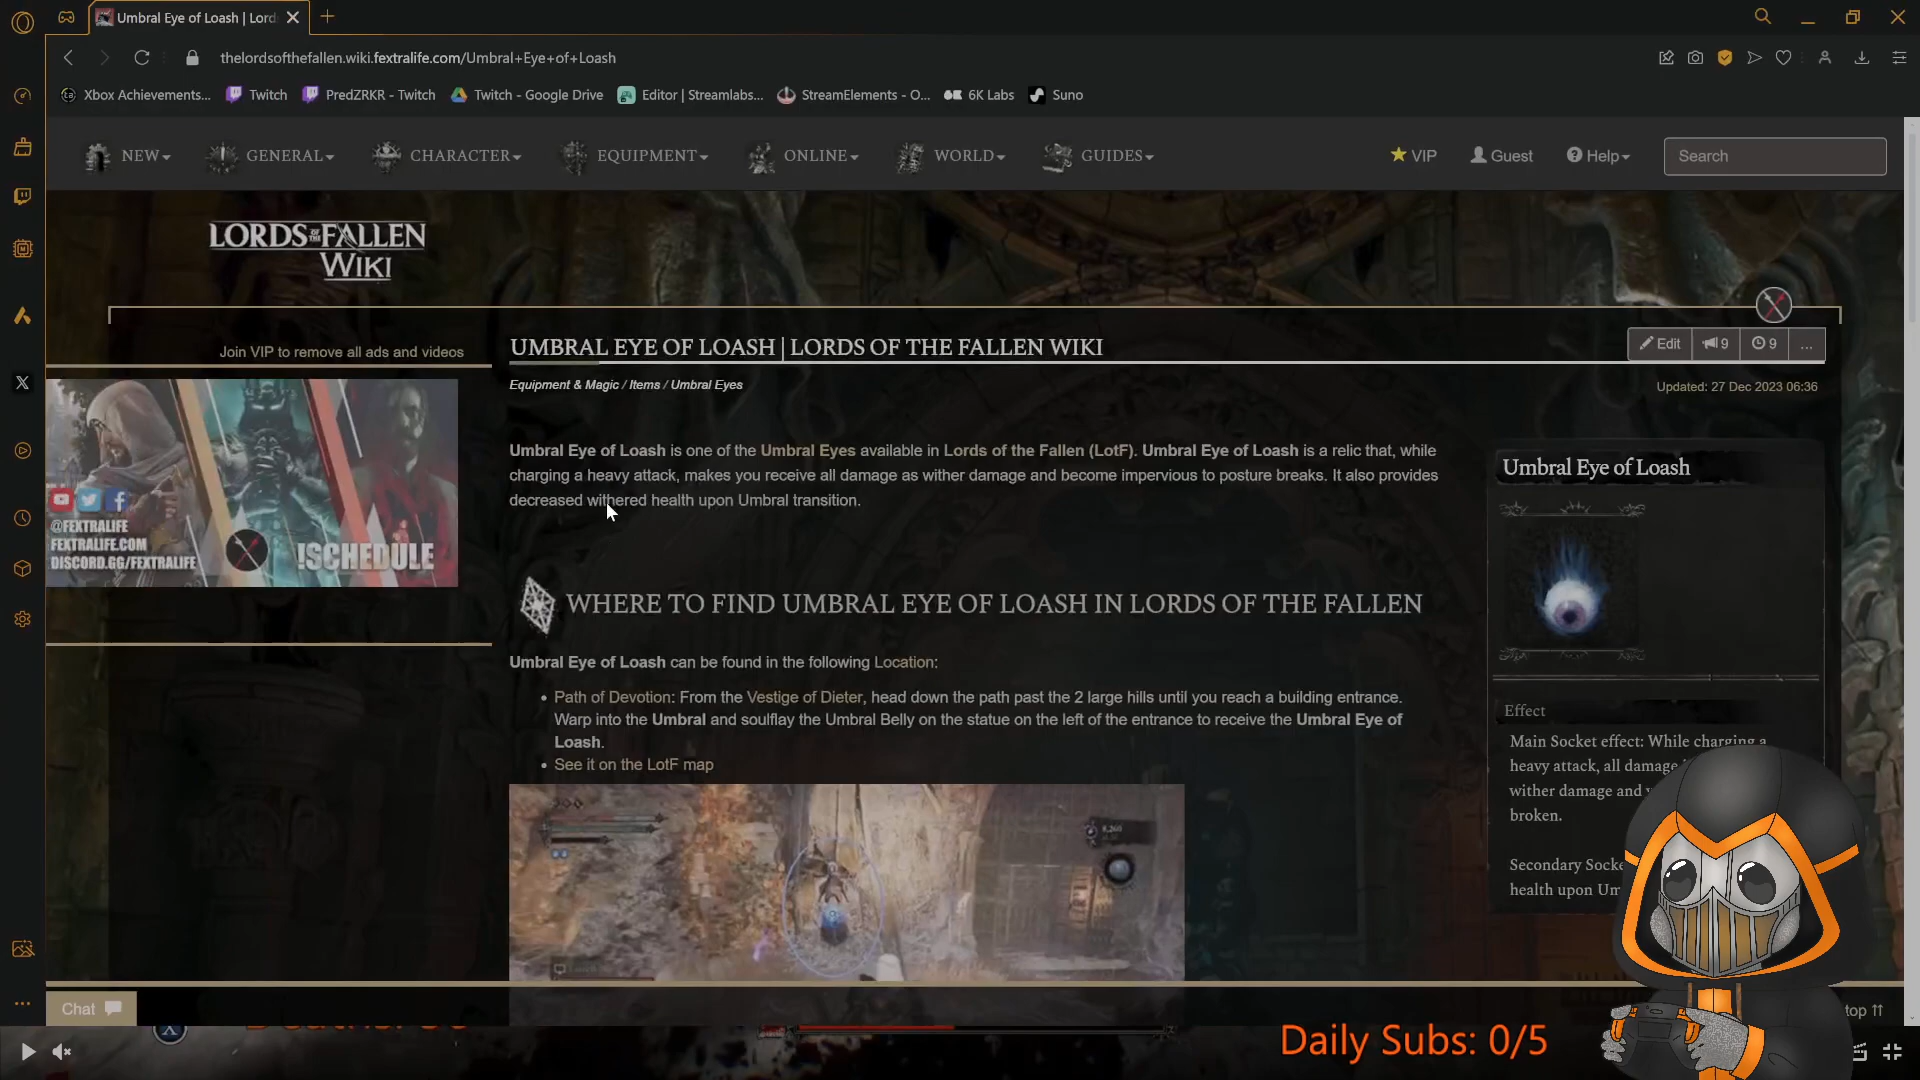 Umbral Eye of Loash | Lord
thelordsofthefallen.wiki.fextralife.com/Umbral+Eye+of+Loash
Xbox Achievements...
Twitch
PredZRKR - Twitch
Twitch - Google Drive
Editor | Streamlabs...
StreamElements - O...
6K Labs
Suno
NEW
GENERAL
CHARACTER
EQUIPMENT
ONLINE
WORLD
GUIDES
VIP
Guest
Help
Search
LORDS OF THE FALLEN
WIKI
Join VIP to remove all ads and videos
@FEXTRALIFE
FEXTRALIFE.COM
DISCORD.GG/FEXTRALIFE
!SCHEDULE
UMBRAL EYE OF LOASH | LORDS OF THE FALLEN WIKI
Edit
9
9
...
Equipment & Magic / Items / Umbral Eyes
Updated: 27 Dec 2023 06:36
Umbral Eye of Loash is one of the Umbral Eyes available in Lords of the Fallen (LotF). Umbral Eye of Loash is a relic that, while
charging a heavy attack, makes you receive all damage as wither damage and become impervious to posture breaks. It also provides
decreased withered health upon Umbral transition.
WHERE TO FIND UMBRAL EYE OF LOASH IN LORDS OF THE FALLEN
Umbral Eye of Loash can be found in the following Location:
• Path of Devotion: From the Vestige of Dieter, head down the path past the 2 large hills until you reach a building entrance.
Warp into the Umbral and soulflay the Umbral Belly on the statue on the left of the entrance to receive the Umbral Eye of
Loash.
• See it on the LotF map
Umbral Eye of Loash
Effect
Main Socket effect: While charging a
heavy attack, all damage
wither damage and
broken.
Secondary Socke
health upon Um
Chat
top
X
Daily Subs: 0/5